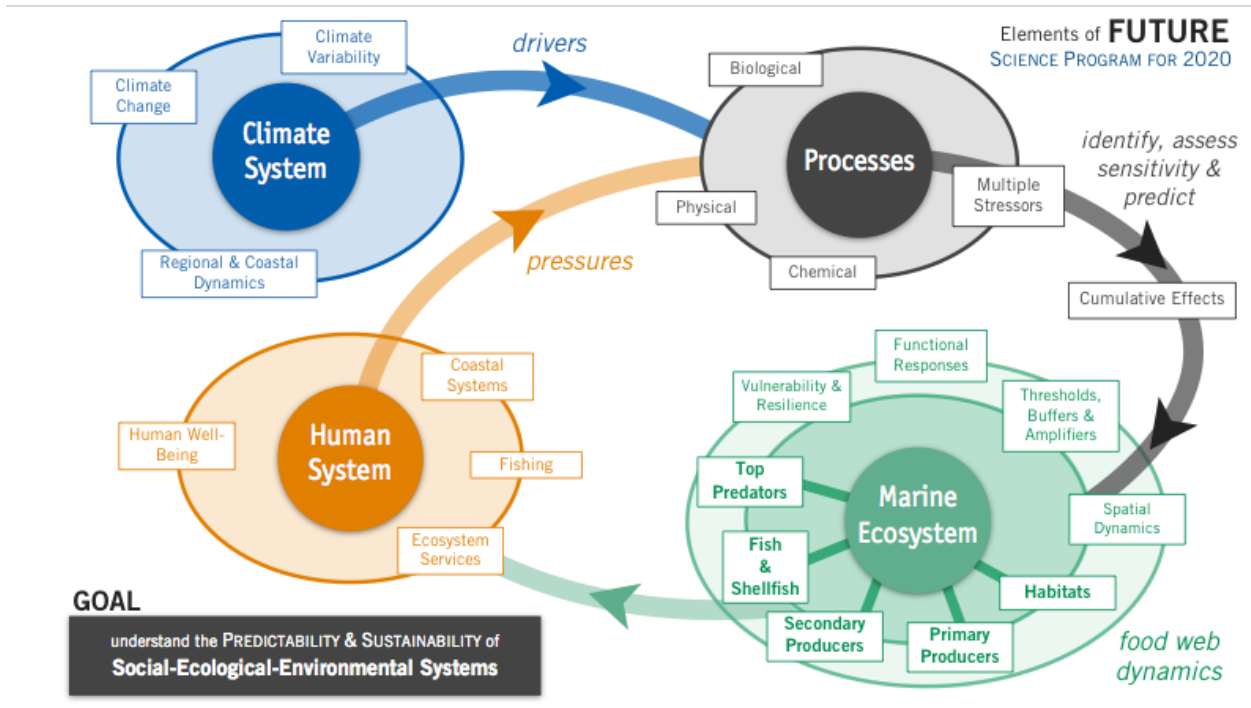 Elements of FUTURE
SCIENCE PROGRAM FOR 2020
drivers
Climate
Variability
Climate
Change
Climate
System
Regional & Coastal
Dynamics
pressures
Biological
Processes
Physical
Multiple
Stressors
Chemical
identify, assess
sensitivity &
predict
Cumulative Effects
Coastal
Systems
Human Well-
Being
Human
System
Fishing
Ecosystem
Services
Functional
Responses
Vulnerability &
Resilience
Thresholds,
Buffers &
Amplifiers
Top
Predators
Marine
Ecosystem
Spatial
Dynamics
Fish
&
Shellfish
Habitats
Secondary
Producers
Primary
Producers
food web
dynamics
GOAL
understand the PREDICTABILITY & SUSTAINABILITY of
Social-Ecological-Environmental Systems